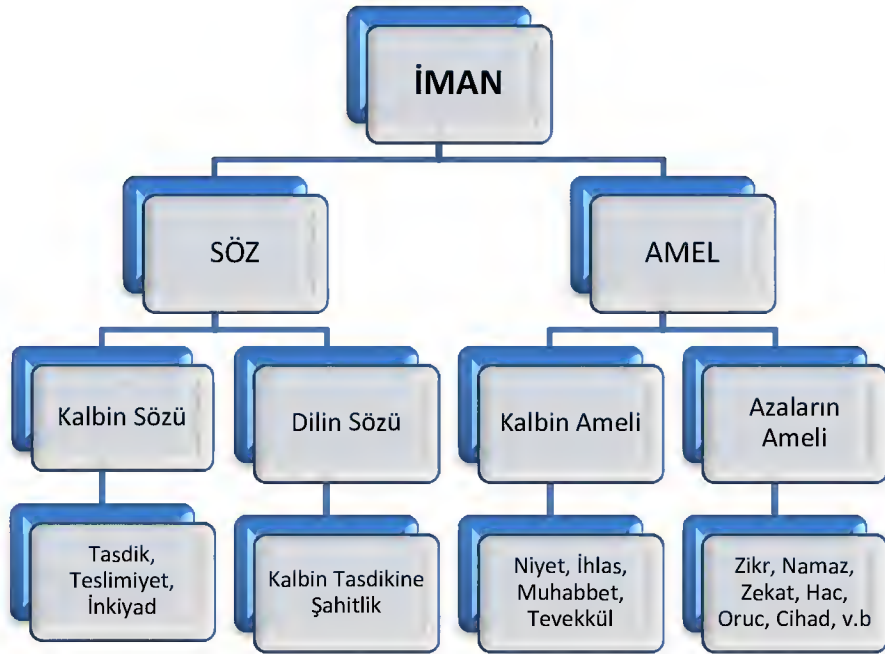 İMAN
SÖZ
AMEL
Kalbin Sözü
Dilin Sözü
Kalbin Ameli
Azaların
Ameli
Tasdik,
Teslimiyet,
İnkiyad
Kalbin Tasdikine
Şahitlik
Niyet, İhlas,
Muhabbet,
Tevekkül
Zikr, Namaz,
Zekat, Hac,
Oruc, Cihad, v.b